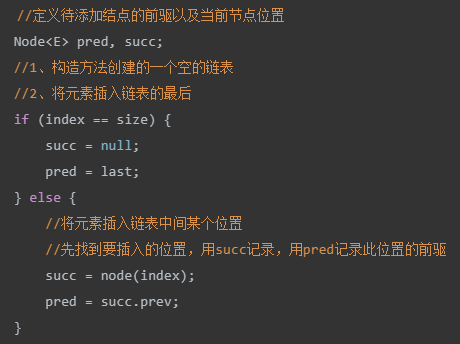 //定义待添加结点的前驱以及当前节点位置
Node<E> pred, succ;
//1、构造方法创建的一个空的链表
//2、将元素插入链表的最后
if (index == size) {
    succ = null;
    pred = last;
} else {
    //将元素插入链表中间某个位置
    //先找到要插入的位置，用succ记录，用pred记录此位置的前驱
    succ = node(index);
    pred = succ.prev;
}